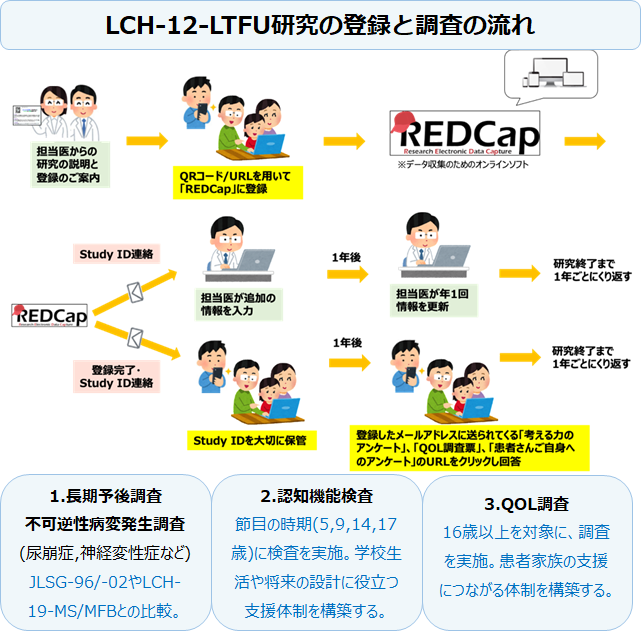 LCH-12-LTFU研究の登録と調査の流れ
担当医からの
研究の説明と
登録のご案内
QRコード/URLを用いて
「REDCap」に登録
REDCap
Research Electronic Data Capture
※データ収集のためのオンラインソフト
Study ID連絡
担当医が追加の
情報を入力
1年後
担当医が年1回
情報を更新
研究終了まで
1年ごとにくり返す
REDCap
Research Electronic Data Capture
登録完了・
Study ID連絡
Study IDを大切に保管
1年後
登録したメールアドレスに送られてくる「考える力の
アンケート」、「QOL調査票」、「患者さんご自身へ
のアンケート」のURLをクリックし回答
研究終了まで
1年ごとにくり返す
1.長期予後調査
不可逆性病変発生調査
(尿崩症,神経変性症など)
JLSG-96/-02やLCH-
19-MS/MFBとの比較。
2.認知機能検査
節目の時期(5,9,14,17
歳)に検査を実施。学校生
活や将来の設計に役立つ
支援体制を構築する。
3.QOL調査
16歳以上を対象に、調査
を実施。患者家族の支援
につながる体制を構築する。